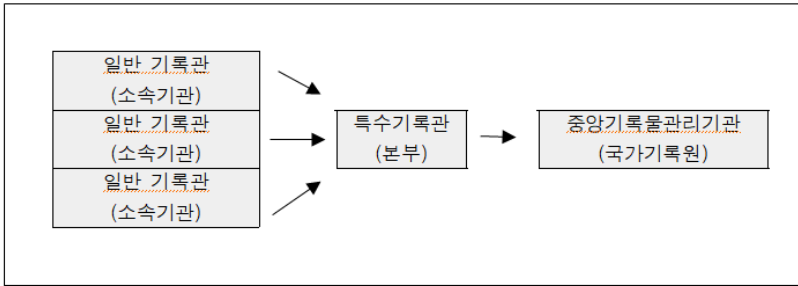 일반 기록관
(소속기관)
일반 기록관
(소속기관)
일반 기록관
(소속기관)
특수기록관
(본부)
중앙기록물관리기관
(국가기록원)